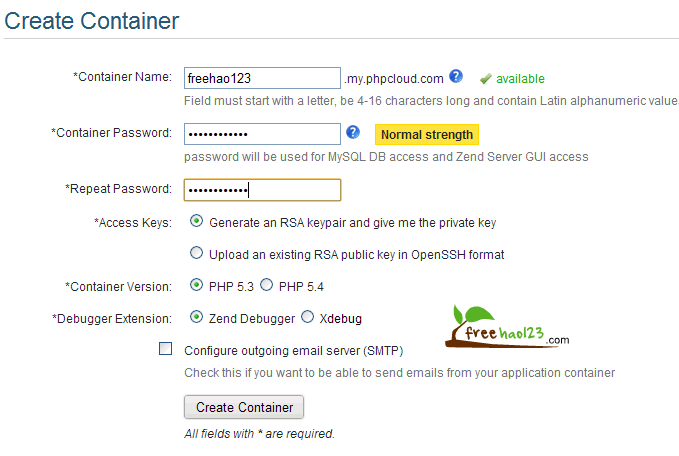 Create Container
*Container Name: freehao123 .my.phpcloud.com ? available
Field must start with a letter, be 4-16 characters long and contain Latin alphanumeric value
*Container Password: •••••••••••• ? Normal strength
password will be used for MySQL DB access and Zend Server GUI access
*Repeat Password: ••••••••••••
*Access Keys: Generate an RSA keypair and give me the private key
Upload an existing RSA public key in OpenSSH format
*Container Version: PHP 5.3 PHP 5.4
*Debugger Extension: Zend Debugger Xdebug
freehao123.com
Configure outgoing email server (SMTP)
Check this if you want to be able to send emails from your application container
Create Container
All fields with * are required.